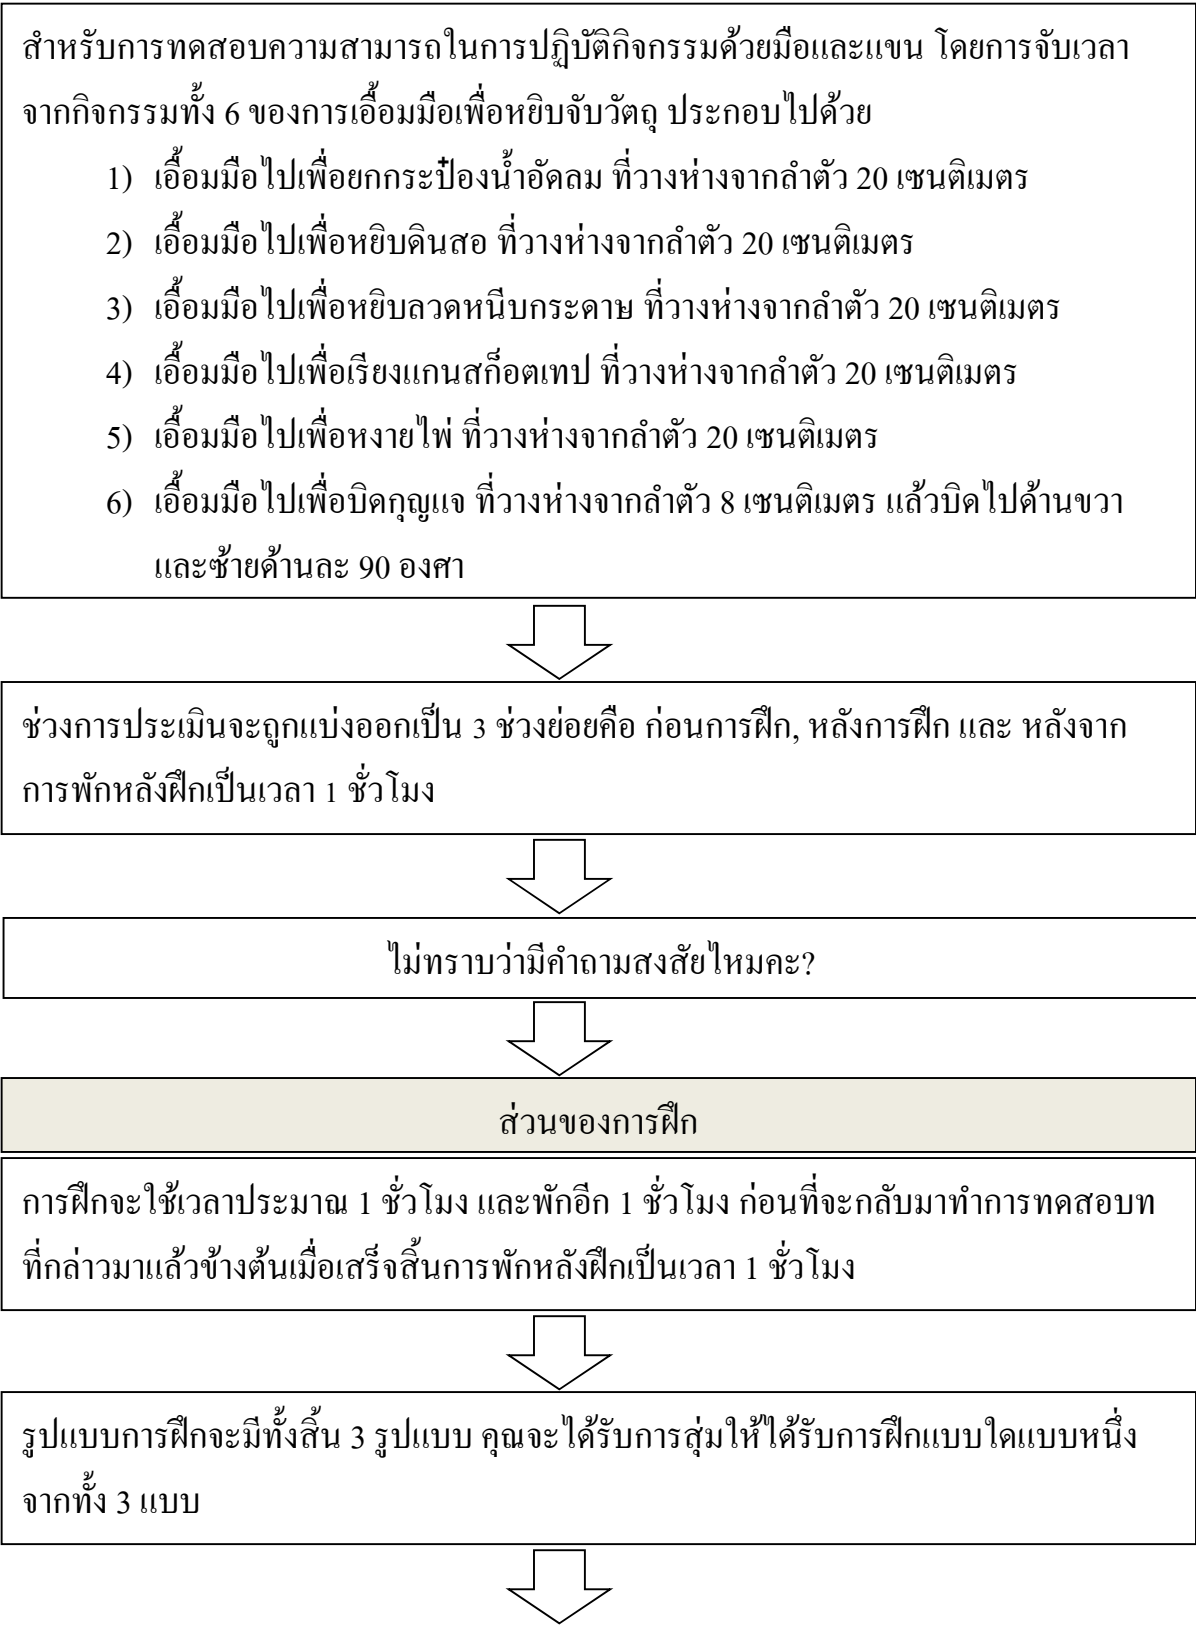 สำหรับการทดสอบความสามารถในการปฏิบัติกิจกรรมด้วยมือและแขน โดยการจับเวลา
จากกิจกรรมทั้ง 6 ของการเอื้อมมือเพื่อหยิบจับวัตถุ ประกอบไปด้วย
1) เอื้อมมือไปเพื่อยกกระป๋องน้ำอัดลม ที่วางห่างจากลำตัว 20 เซนติเมตร
2) เอื้อมมือไปเพื่อหยิบดินสอ ที่วางห่างจากลำตัว 20 เซนติเมตร
3) เอื้อมมือไปเพื่อหยิบลวดหนีบกระดาษ ที่วางห่างจากลำตัว 20 เซนติเมตร
4) เอื้อมมือไปเพื่อเรียงแกนสก็อตเทป ที่วางห่างจากลำตัว 20 เซนติเมตร
5) เอื้อมมือไปเพื่อหงายไพ่ ที่วางห่างจากลำตัว 20 เซนติเมตร
6) เอื้อมมือไปเพื่อบิดกุญแจ ที่วางห่างจากลำตัว 8 เซนติเมตร แล้วบิดไปด้านขวา
และซ้ายด้านละ 90 องศา
ช่วงการประเมินจะถูกแบ่งออกเป็น 3 ช่วงย่อยคือ ก่อนการฝึก, หลังการฝึก และ หลังจาก
การพักหลังฝึกเป็นเวลา 1 ชั่วโมง
ไม่ทราบว่ามีคำถามสงสัยไหมคะ?
ส่วนของการฝึก
การฝึกจะใช้เวลาประมาณ 1 ชั่วโมง และพักอีก 1 ชั่วโมง ก่อนที่จะกลับมาทำการทดสอบท
ที่กล่าวมาแล้วข้างต้นเมื่อเสร็จสิ้นการพักหลังฝึกเป็นเวลา 1 ชั่วโมง
รูปแบบการฝึกจะมีทั้งสิ้น 3 รูปแบบ คุณจะได้รับการสุ่มให้ได้รับการฝึกแบบใดแบบหนึ่ง
จากทั้ง 3 แบบ